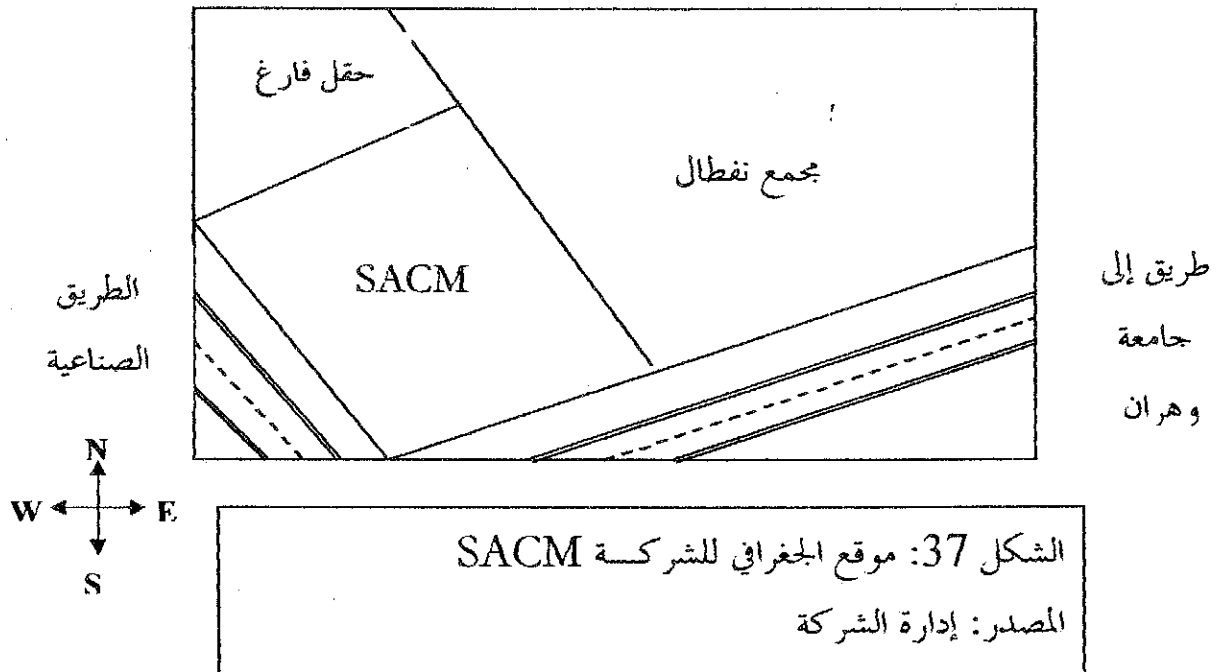 حقل فارغ
مجمع نفطال
SACM
الطريق
الصناعية
طريق إلى
جامعة
وهران
N
W E
S
الشكل 37: موقع الجغرافي للشركة SACM
المصدر: إدارة الشركة